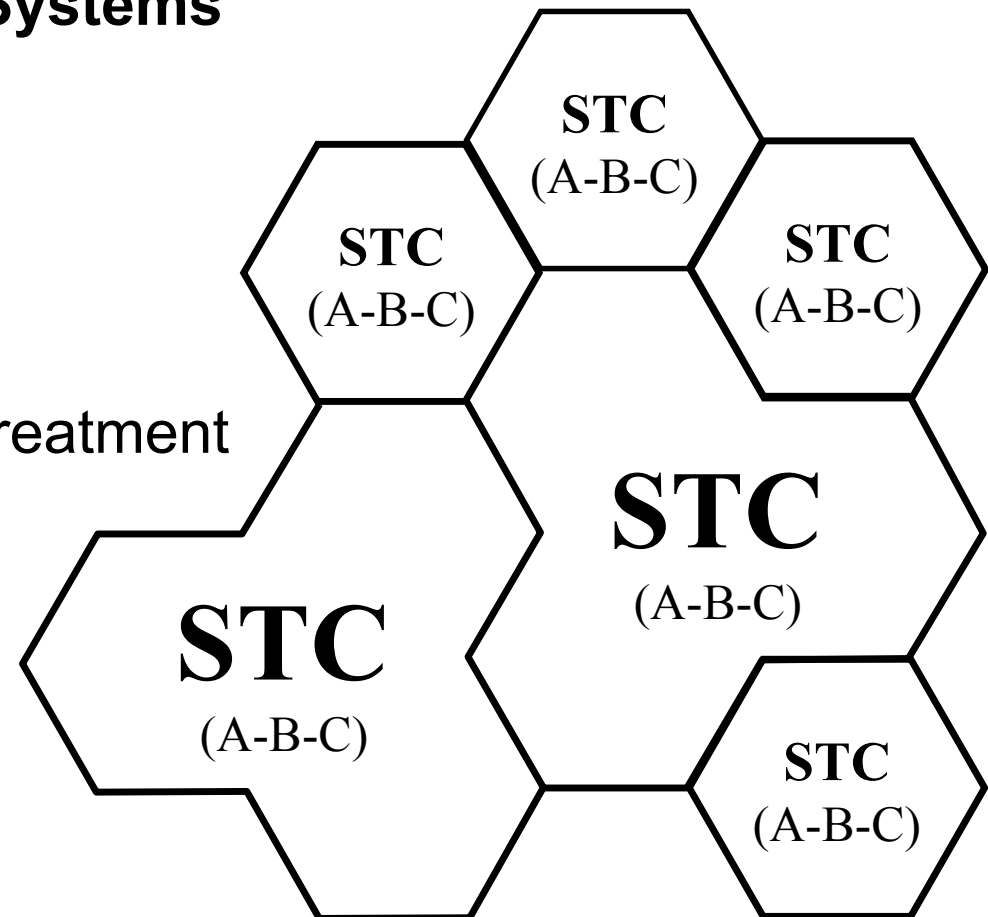 Systems
STC
(A-B-C)
STC
(A-B-C)
STC
(A-B-C)
reatment
STC
(A-B-C)
STC
(A-B-C)
STC
(A-B-C)